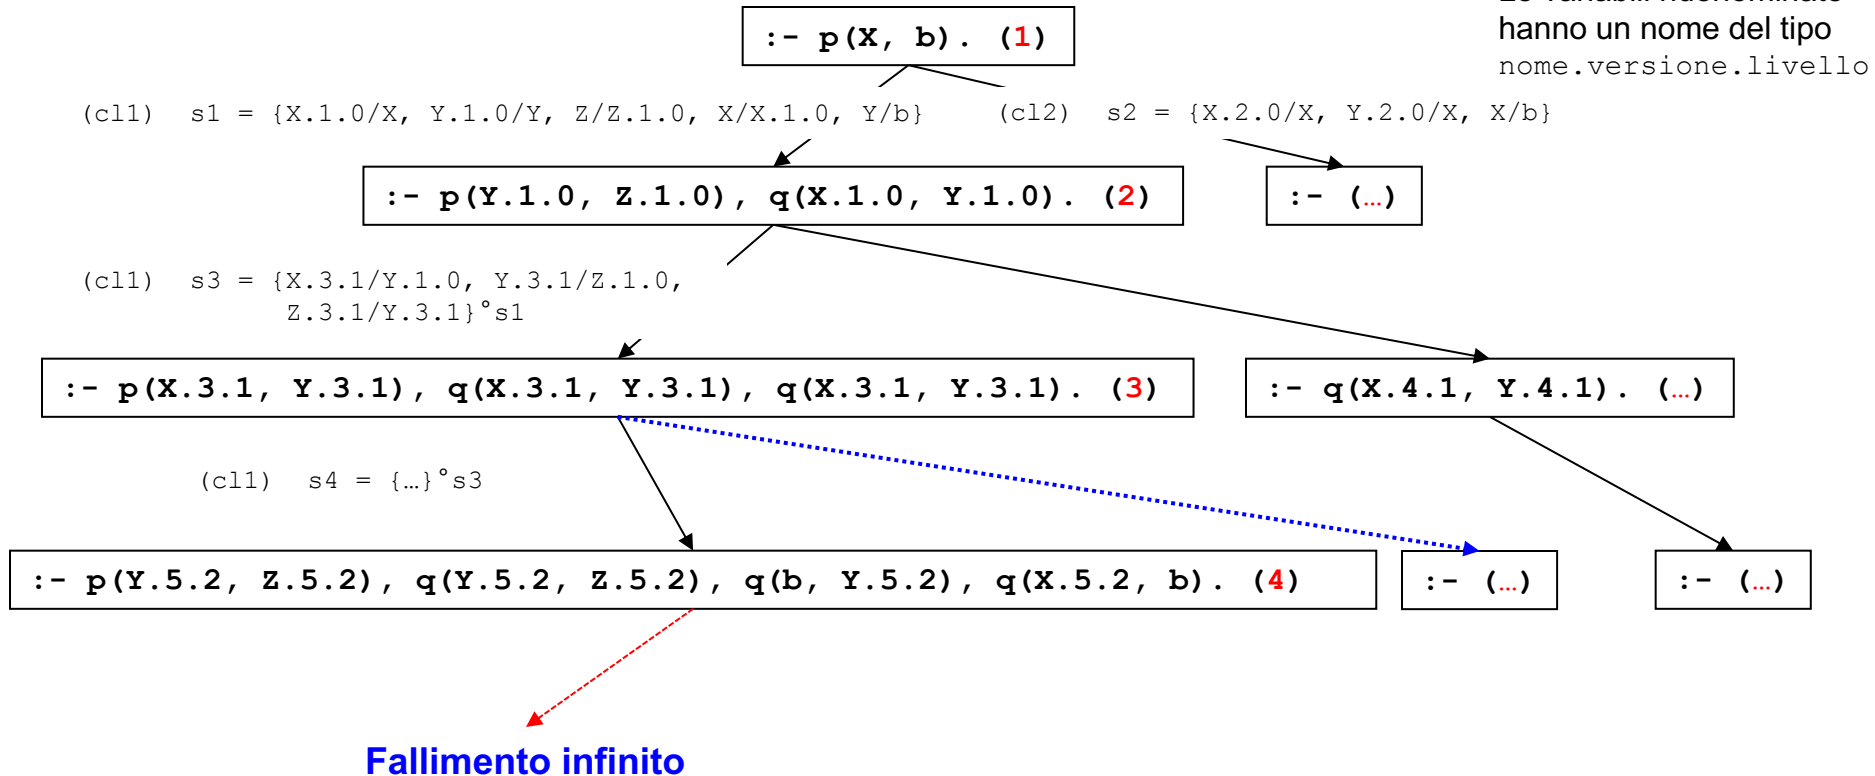 :- p(X, b). (1)
hanno un nome del tipo
nome.versione.livello
(cl1) s1 = {X.1.0/X, Y.1.0/Y, Z/Z.1.0, X/X.1.0, Y/b}
(cl2) s2 = {X.2.0/X, Y.2.0/X, X/b}
:- p(Y.1.0, Z.1.0), q(X.1.0, Y.1.0). (2)
:- (…)
(cl1) s3 = {X.3.1/Y.1.0, Y.3.1/Z.1.0,
Z.3.1/Y.3.1}°s1
:- p(X.3.1, Y.3.1), q(X.3.1, Y.3.1), q(X.3.1, Y.3.1). (3)
:- q(X.4.1, Y.4.1). (…)
(cl1) s4 = {…}°s3
:- p(Y.5.2, Z.5.2), q(Y.5.2, Z.5.2), q(b, Y.5.2), q(X.5.2, b). (4)
:- (…)
:- (…)
Fallimento infinito